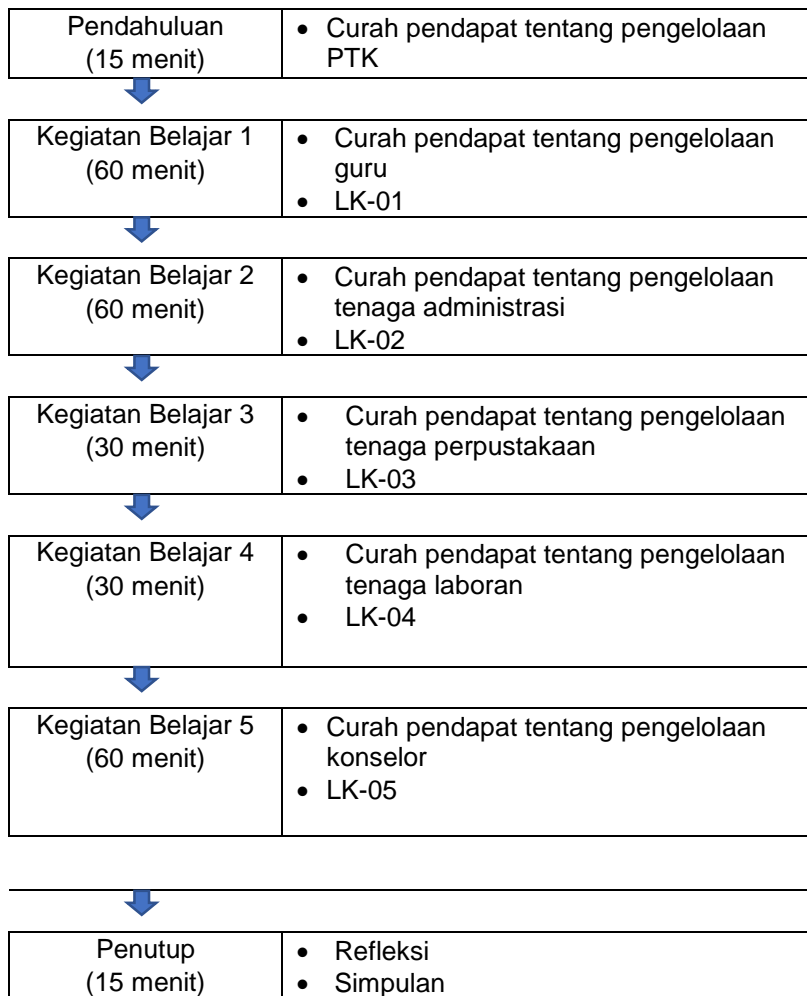 Pendahuluan
(15 menit)
• Curah pendapat tentang pengelolaan
PTK
Kegiatan Belajar 1
(60 menit)
• Curah pendapat tentang pengelolaan
guru
• LK-01
Kegiatan Belajar 2
(60 menit)
• Curah pendapat tentang pengelolaan
tenaga administrasi
• LK-02
Kegiatan Belajar 3
(30 menit)
• Curah pendapat tentang pengelolaan
tenaga perpustakaan
• LK-03
Kegiatan Belajar 4
(30 menit)
• Curah pendapat tentang pengelolaan
tenaga laboran
• LK-04
Kegiatan Belajar 5
(60 menit)
• Curah pendapat tentang pengelolaan
konselor
• LK-05
Penutup
(15 menit)
• Refleksi
• Simpulan